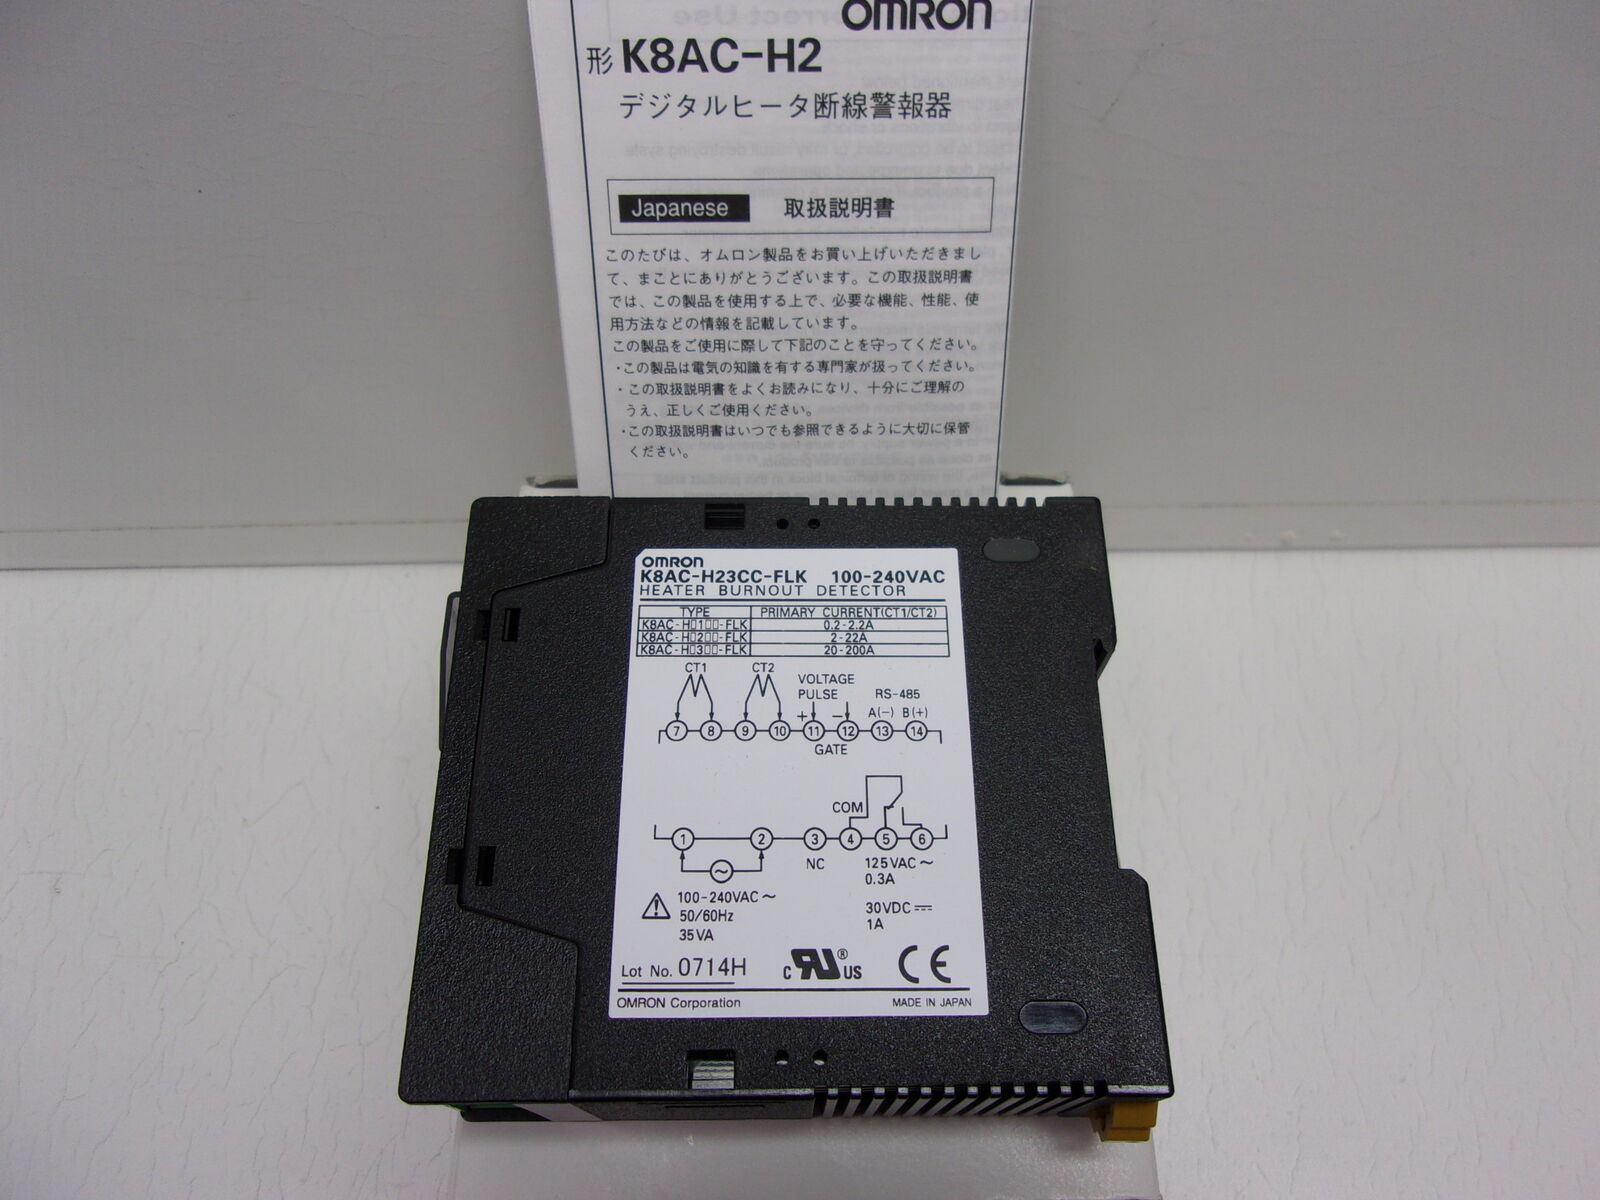 OMRON
形 K8AC-H2
デジタルヒータ断線警報器
Japanese 取扱説明書
このたびは、オムロン製品をお買い上げいただきまし
て、まことにありがとうございます。この取扱説明書
では、この製品を使用する上で、必要な機能、性能、使
用方法などの情報を記載しています。
この製品をご使用に際して下記のことを守ってください。
・この製品は電気の知識を有する専門家が扱ってください。
・この取扱説明書をよくお読みになり、十分にご理解の
うえ、正しくご使用ください。
・この取扱説明書はいつでも参照できるように大切に保管
ください。
OMRON
K8AC-H23CC-FLK 100-240VAC
HEATER BURNOUT DETECTOR
TYPE PRIMARY CURRENT(CT1/CT2)
K8AC-H□1□□-FLK 0.2-2.2A
K8AC-H□2□□-FLK 2-22A
K8AC-H□3□□-FLK 20-200A
CT1 CT2 VOLTAGE
PULSE RS-485
+ - A(-) B(+)
7 8 9 10 11 12 13 14
GATE
COM
1 2 3 4 5 6
NC 125VAC~
0.3A
~
100-240VAC~
50/60Hz 30VDC⎓
35VA 1A
Lot No. 0714H c RU ® US CE
OMRON Corporation MADE IN JAPAN